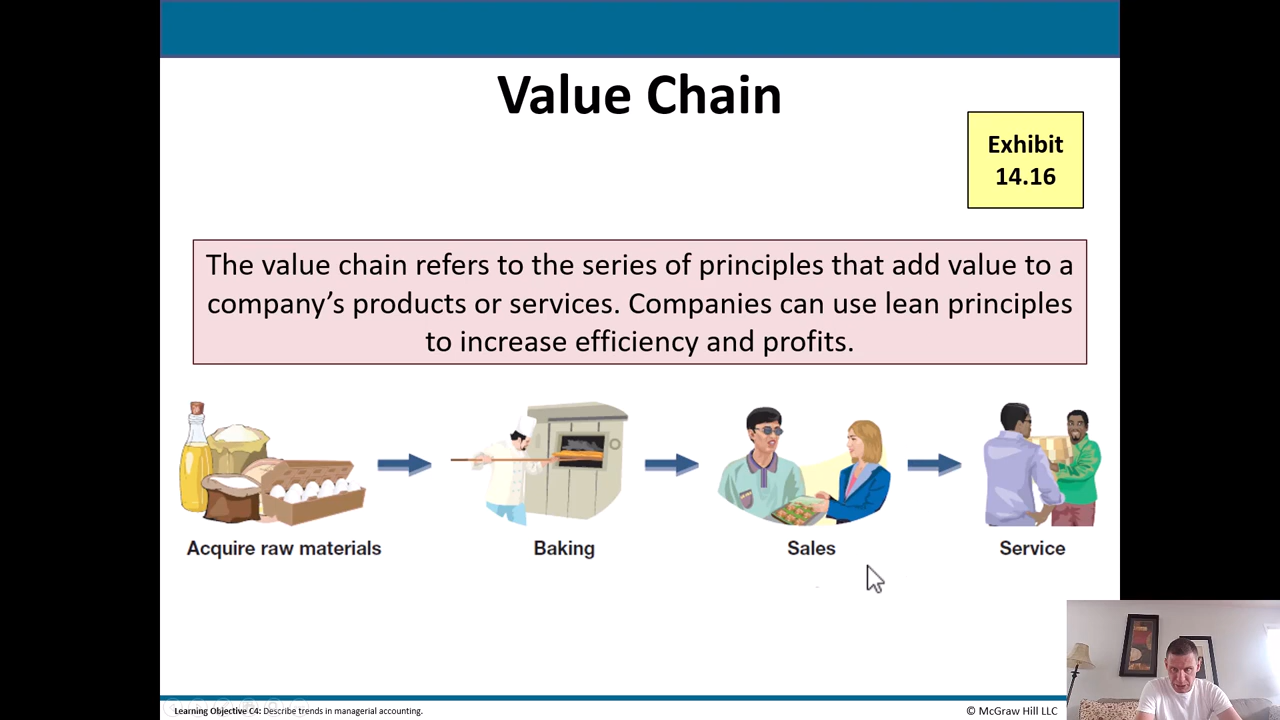 Value Chain
Exhibit
14.16
The value chain refers to the series of principles that add value to a
company’s products or services. Companies can use lean principles
to increase efficiency and profits.
Acquire raw materials
Baking
Sales
Service
Learning Objective C4: Describe trends in managerial accounting.
© McGraw Hill LLC